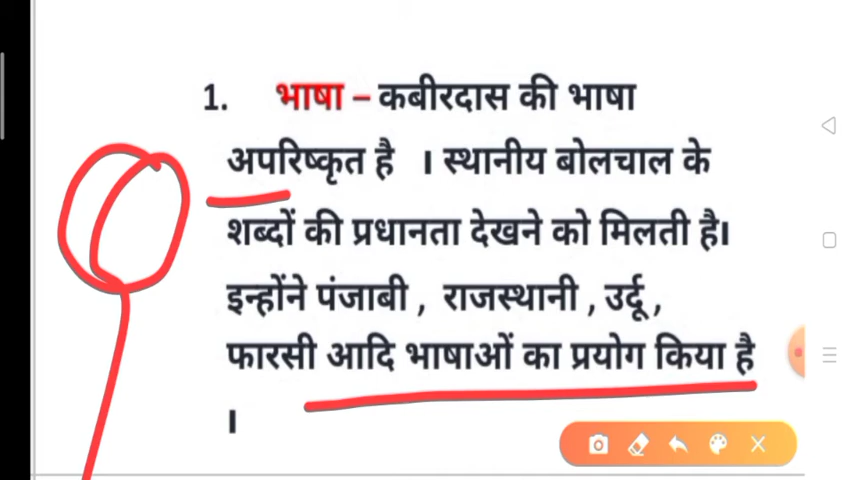 1. भाषा – कबीरदास की भाषा
अपरिष्कृत है । स्थानीय बोलचाल के
शब्दों की प्रधानता देखने को मिलती है।
इन्होंने पंजाबी , राजस्थानी , उर्दू ,
फारसी आदि भाषाओं का प्रयोग किया है
।